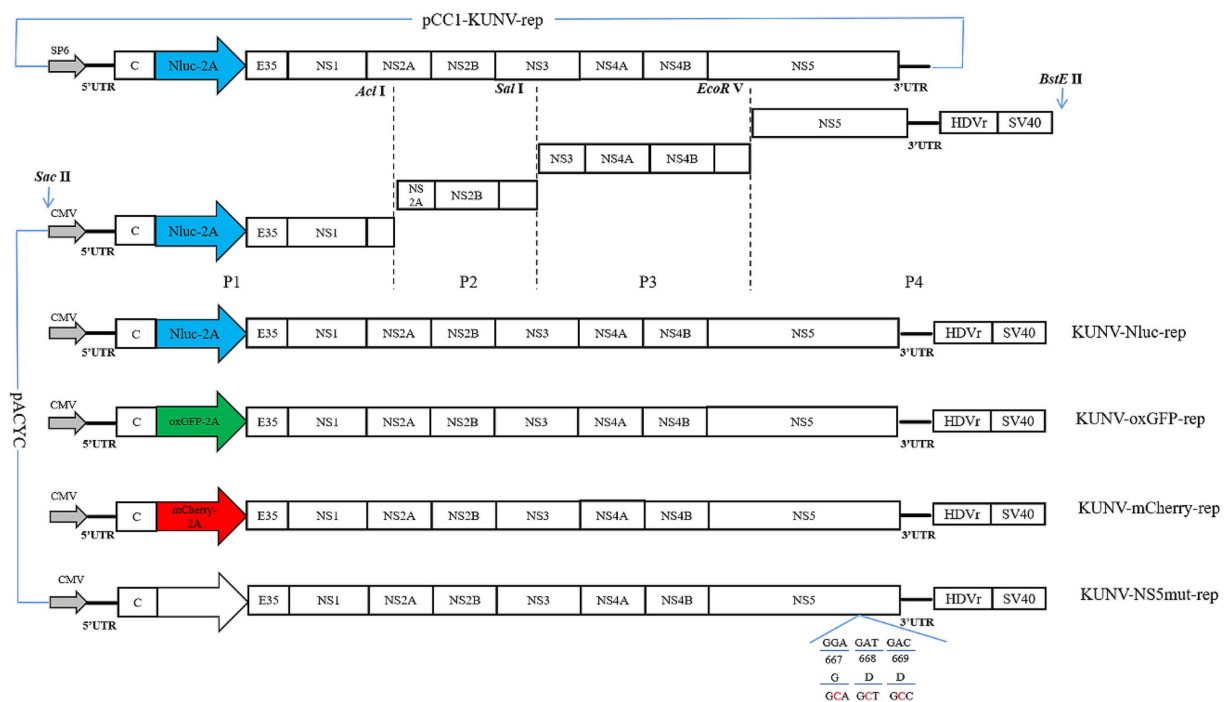 pCC1-KUNV-rep
SP6
5'UTR
C
Nluc-2A
E35
NS1
NS2A
NS2B
NS3
NS4A
NS4B
NS5
3'UTR
Acl I
Sal I
EcoR V
BstE II
NS5
3'UTR
HDVr
SV40
NS3
NS4A
NS4B
NS
2A
NS2B
Sac II
CMV
5'UTR
C
Nluc-2A
E35
NS1
P1
P2
P3
P4
pACYC
CMV
5'UTR
C
Nluc-2A
E35
NS1
NS2A
NS2B
NS3
NS4A
NS4B
NS5
3'UTR
HDVr
SV40
KUNV-Nluc-rep
CMV
5'UTR
C
oxGFP-2A
E35
NS1
NS2A
NS2B
NS3
NS4A
NS4B
NS5
3'UTR
HDVr
SV40
KUNV-oxGFP-rep
CMV
5'UTR
C
mCherry-
2A
E35
NS1
NS2A
NS2B
NS3
NS4A
NS4B
NS5
3'UTR
HDVr
SV40
KUNV-mCherry-rep
CMV
5'UTR
C
E35
NS1
NS2A
NS2B
NS3
NS4A
NS4B
NS5
3'UTR
HDVr
SV40
KUNV-NS5mut-rep
GGA GAT GAC
667 668 669
G D D
GCA GCT GCC